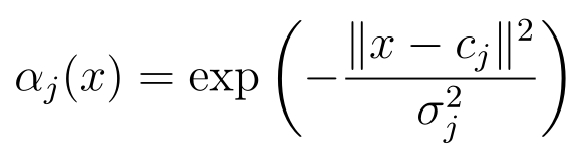 α_j(x) = exp(−‖x − c_j‖² / σ_j²)